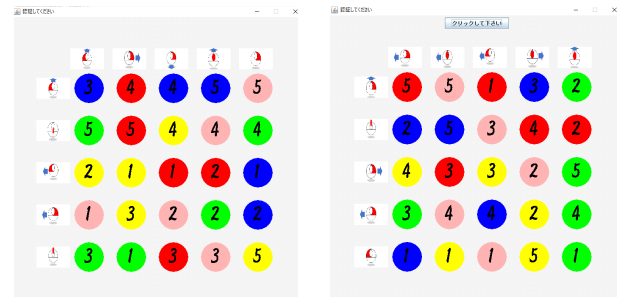 認証してください
3 4 4 5 5
5 5 4 4 4
2 1 1 2 1
1 3 2 2 2
3 1 3 3 5
認証してください
クリックして下さい
5 5 1 3 2
2 5 3 4 2
4 3 3 2 5
3 4 4 2 4
1 1 1 5 1